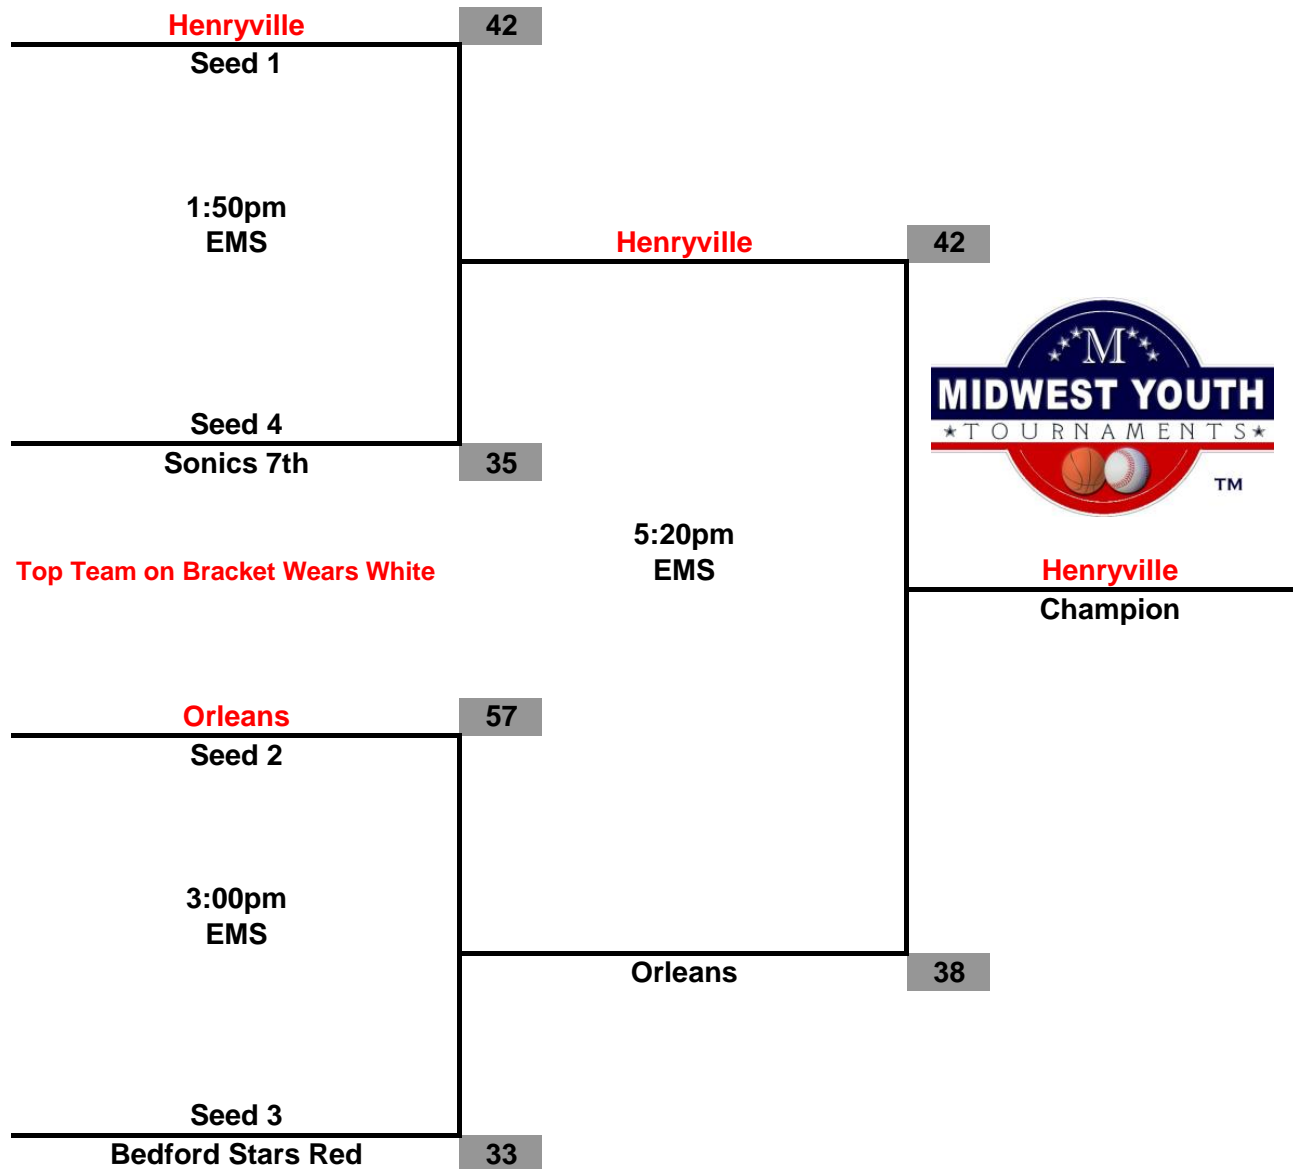 Henryville 42
Seed 1
1:50pm
EMS
Henryville 42
M
MIDWEST YOUTH
TOURNAMENTS
TM
Seed 4
Sonics 7th 35
5:20pm
EMS
Top Team on Bracket Wears White
Henryville
Champion
Orleans 57
Seed 2
3:00pm
EMS
Orleans 38
Seed 3
Bedford Stars Red 33